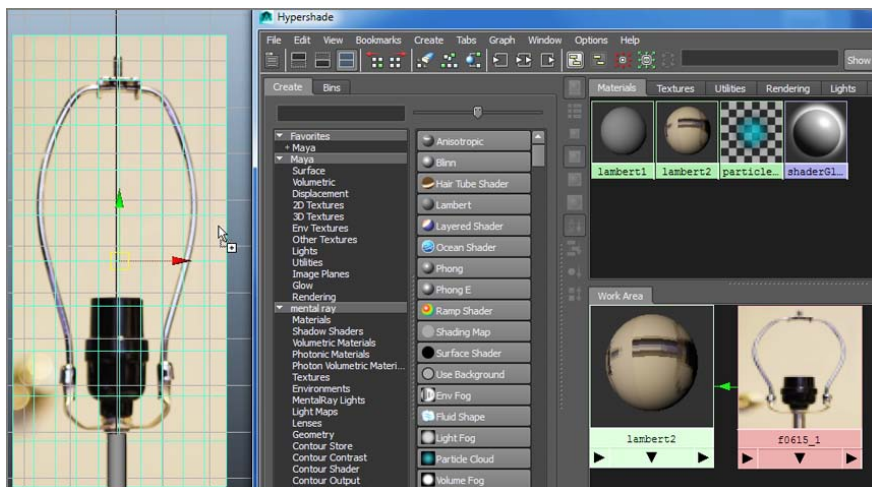 Hypershade
File Edit View Bookmarks Create Tabs Graph Window Options Help
Show
Create Bins
Materials Textures Utilities Rendering Lights
Favorites
+ Maya
Maya
Surface
Volumetric
Displacement
2D Textures
3D Textures
Env Textures
Other Textures
Lights
Utilities
Image Planes
Glow
Rendering
mental ray
Materials
Shadow Shaders
Volumetric Materials
Photonic Materials
Photon Volumetric Materi...
Textures
Environments
MentalRay Lights
Light Maps
Lenses
Geometry
Contour Store
Contour Contrast
Contour Shader
Contour Output
Anisotropic
Blinn
Hair Tube Shader
Lambert
Layered Shader
Ocean Shader
Phong
Phong E
Ramp Shader
Shading Map
Surface Shader
Use Background
Env Fog
Fluid Shape
Light Fog
Particle Cloud
Volume Fog
lambert1 lambert2 particle... shaderGl...
Work Area
lambert2 f0615_1